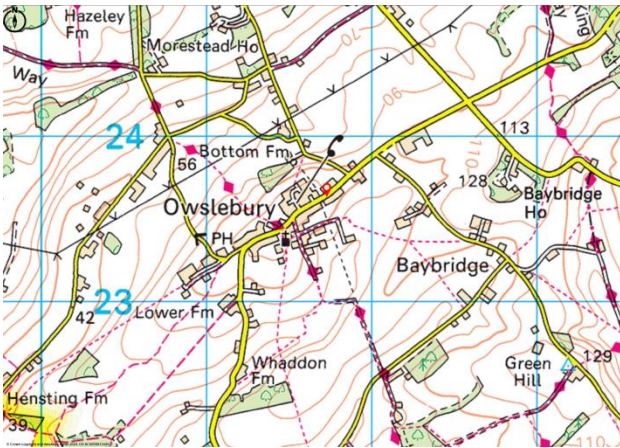 N
Hazeley
Fm
Morestead Ho
Way
King
70
90
24
113
56
Bottom Fm
110
128
Owslebury
Baybridge
Ho
PH
Baybridge
23
42
Lower Fm
Whaddon
Fm
Green
Hill
129
Hensting Fm
39
110